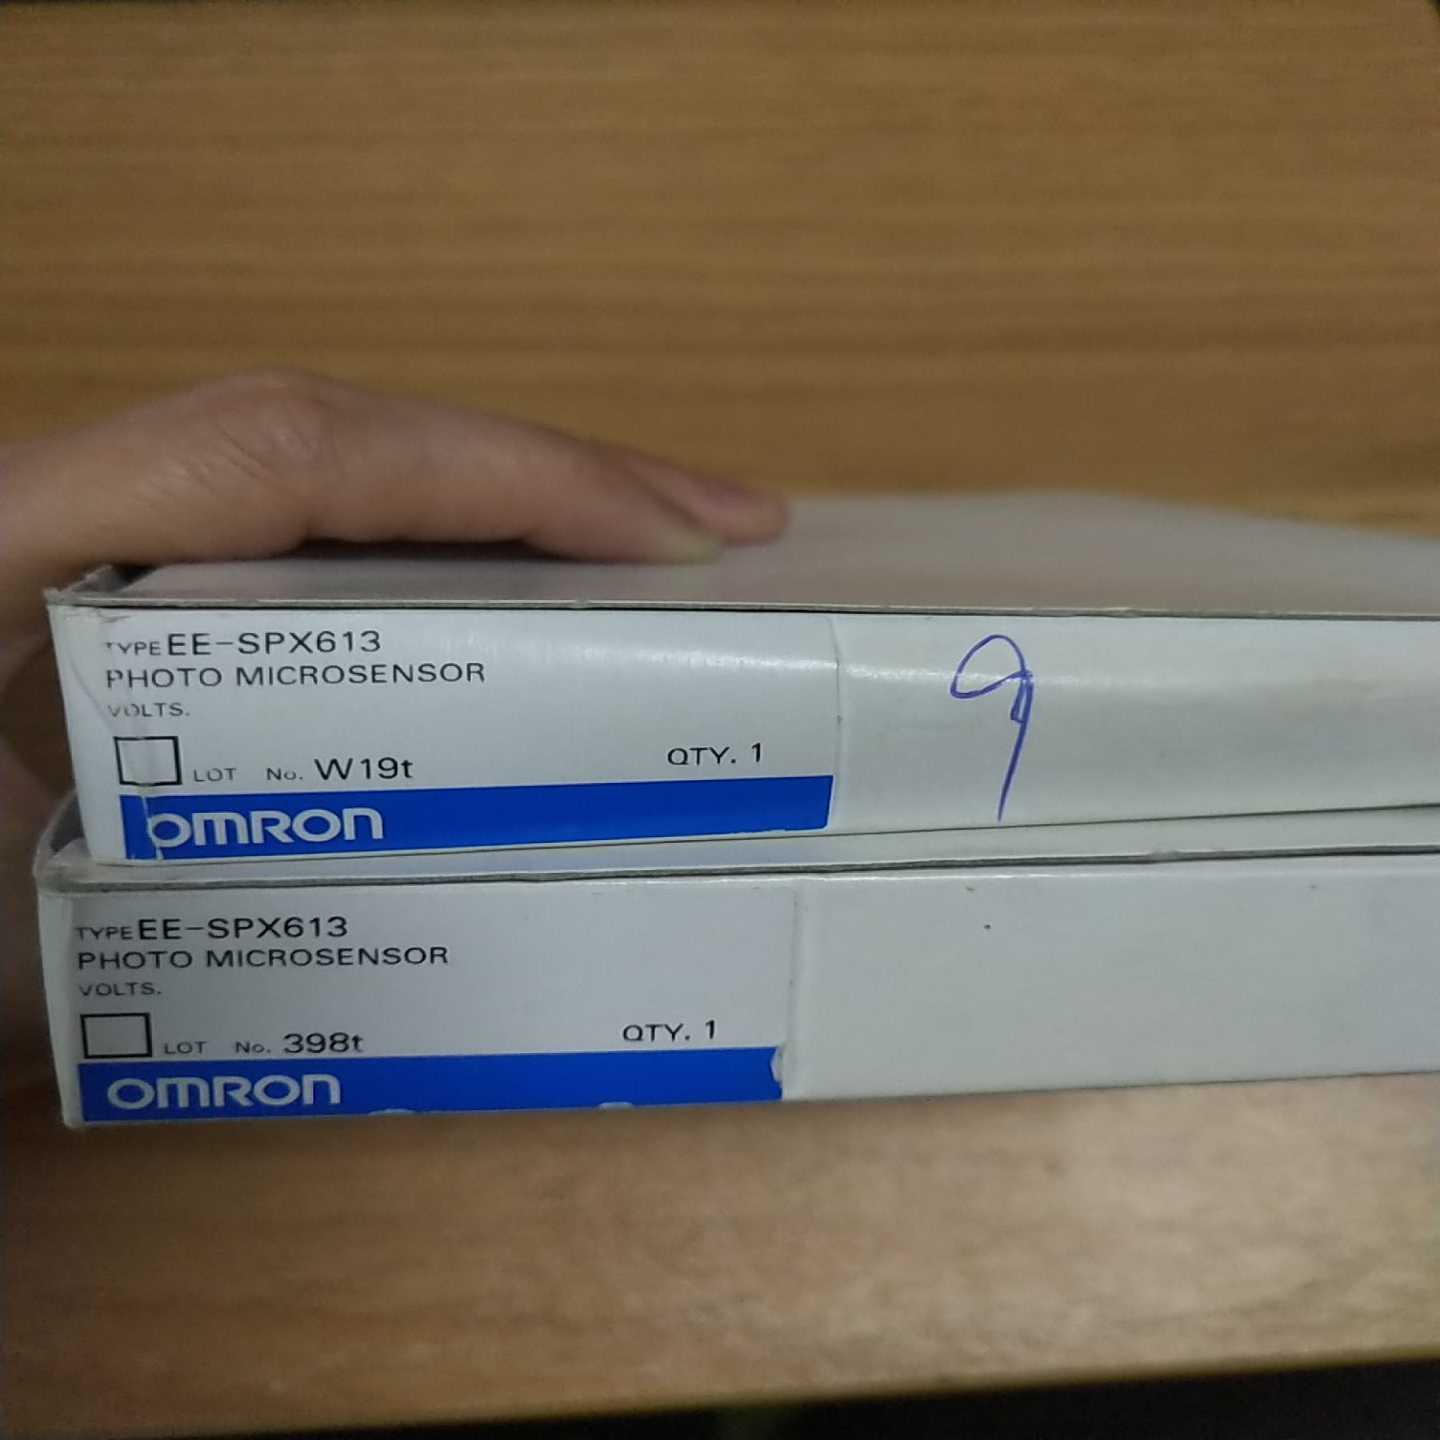 TYPE EE-SPX613
PHOTO MICROSENSOR
VOLTS.
LOT No. W19t QTY. 1
OMRON
9
TYPE EE-SPX613
PHOTO MICROSENSOR
VOLTS.
LOT No. 398t QTY. 1
OMRON